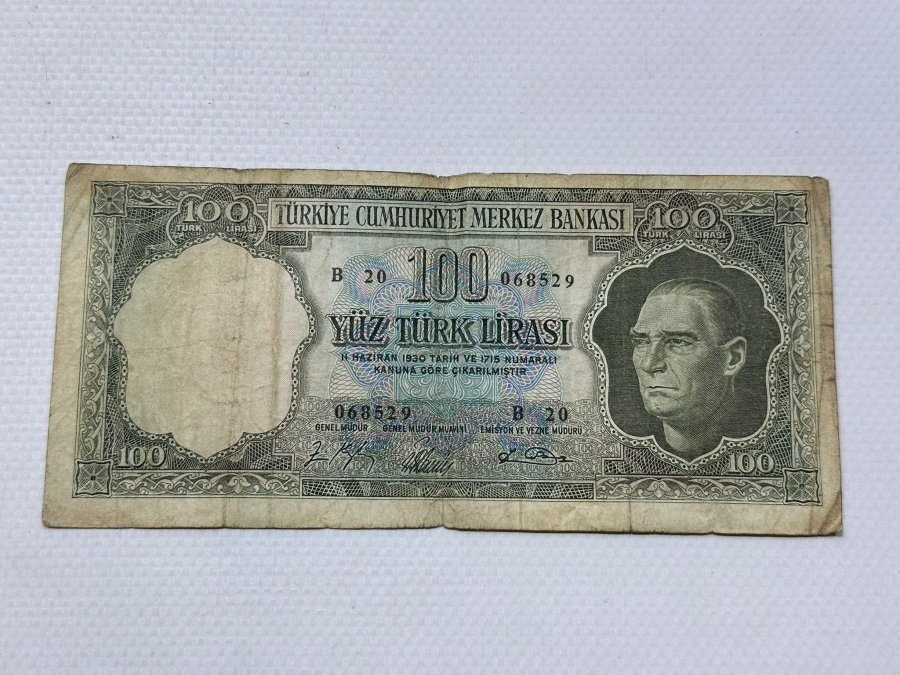 100 TÜRKİYE CUMHURİYET MERKEZ BANKASI 100
TÜRK LİRASI TÜRK LİRASI
B 20 100 068529
YÜZ TÜRK LİRASI
11 HAZİRAN 1930 TARİH VE 1715 NUMARALI
KANUNA GÖRE ÇIKARILMIŞTIR
068529 B 20
GENEL MÜDÜR GENEL MÜDÜR MUAVİNİ EMİSYON VE VEZNE MÜDÜRÜ
100 100